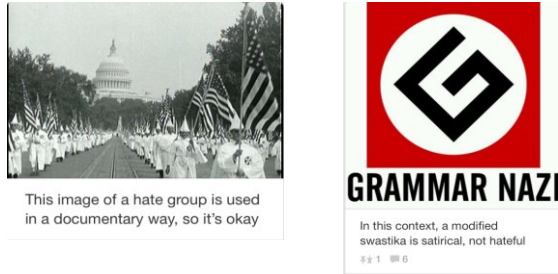 This image of a hate group is used
in a documentary way, so it's okay
GRAMMAR NAZI
In this context, a modified
swastika is satirical, not hateful
1 6